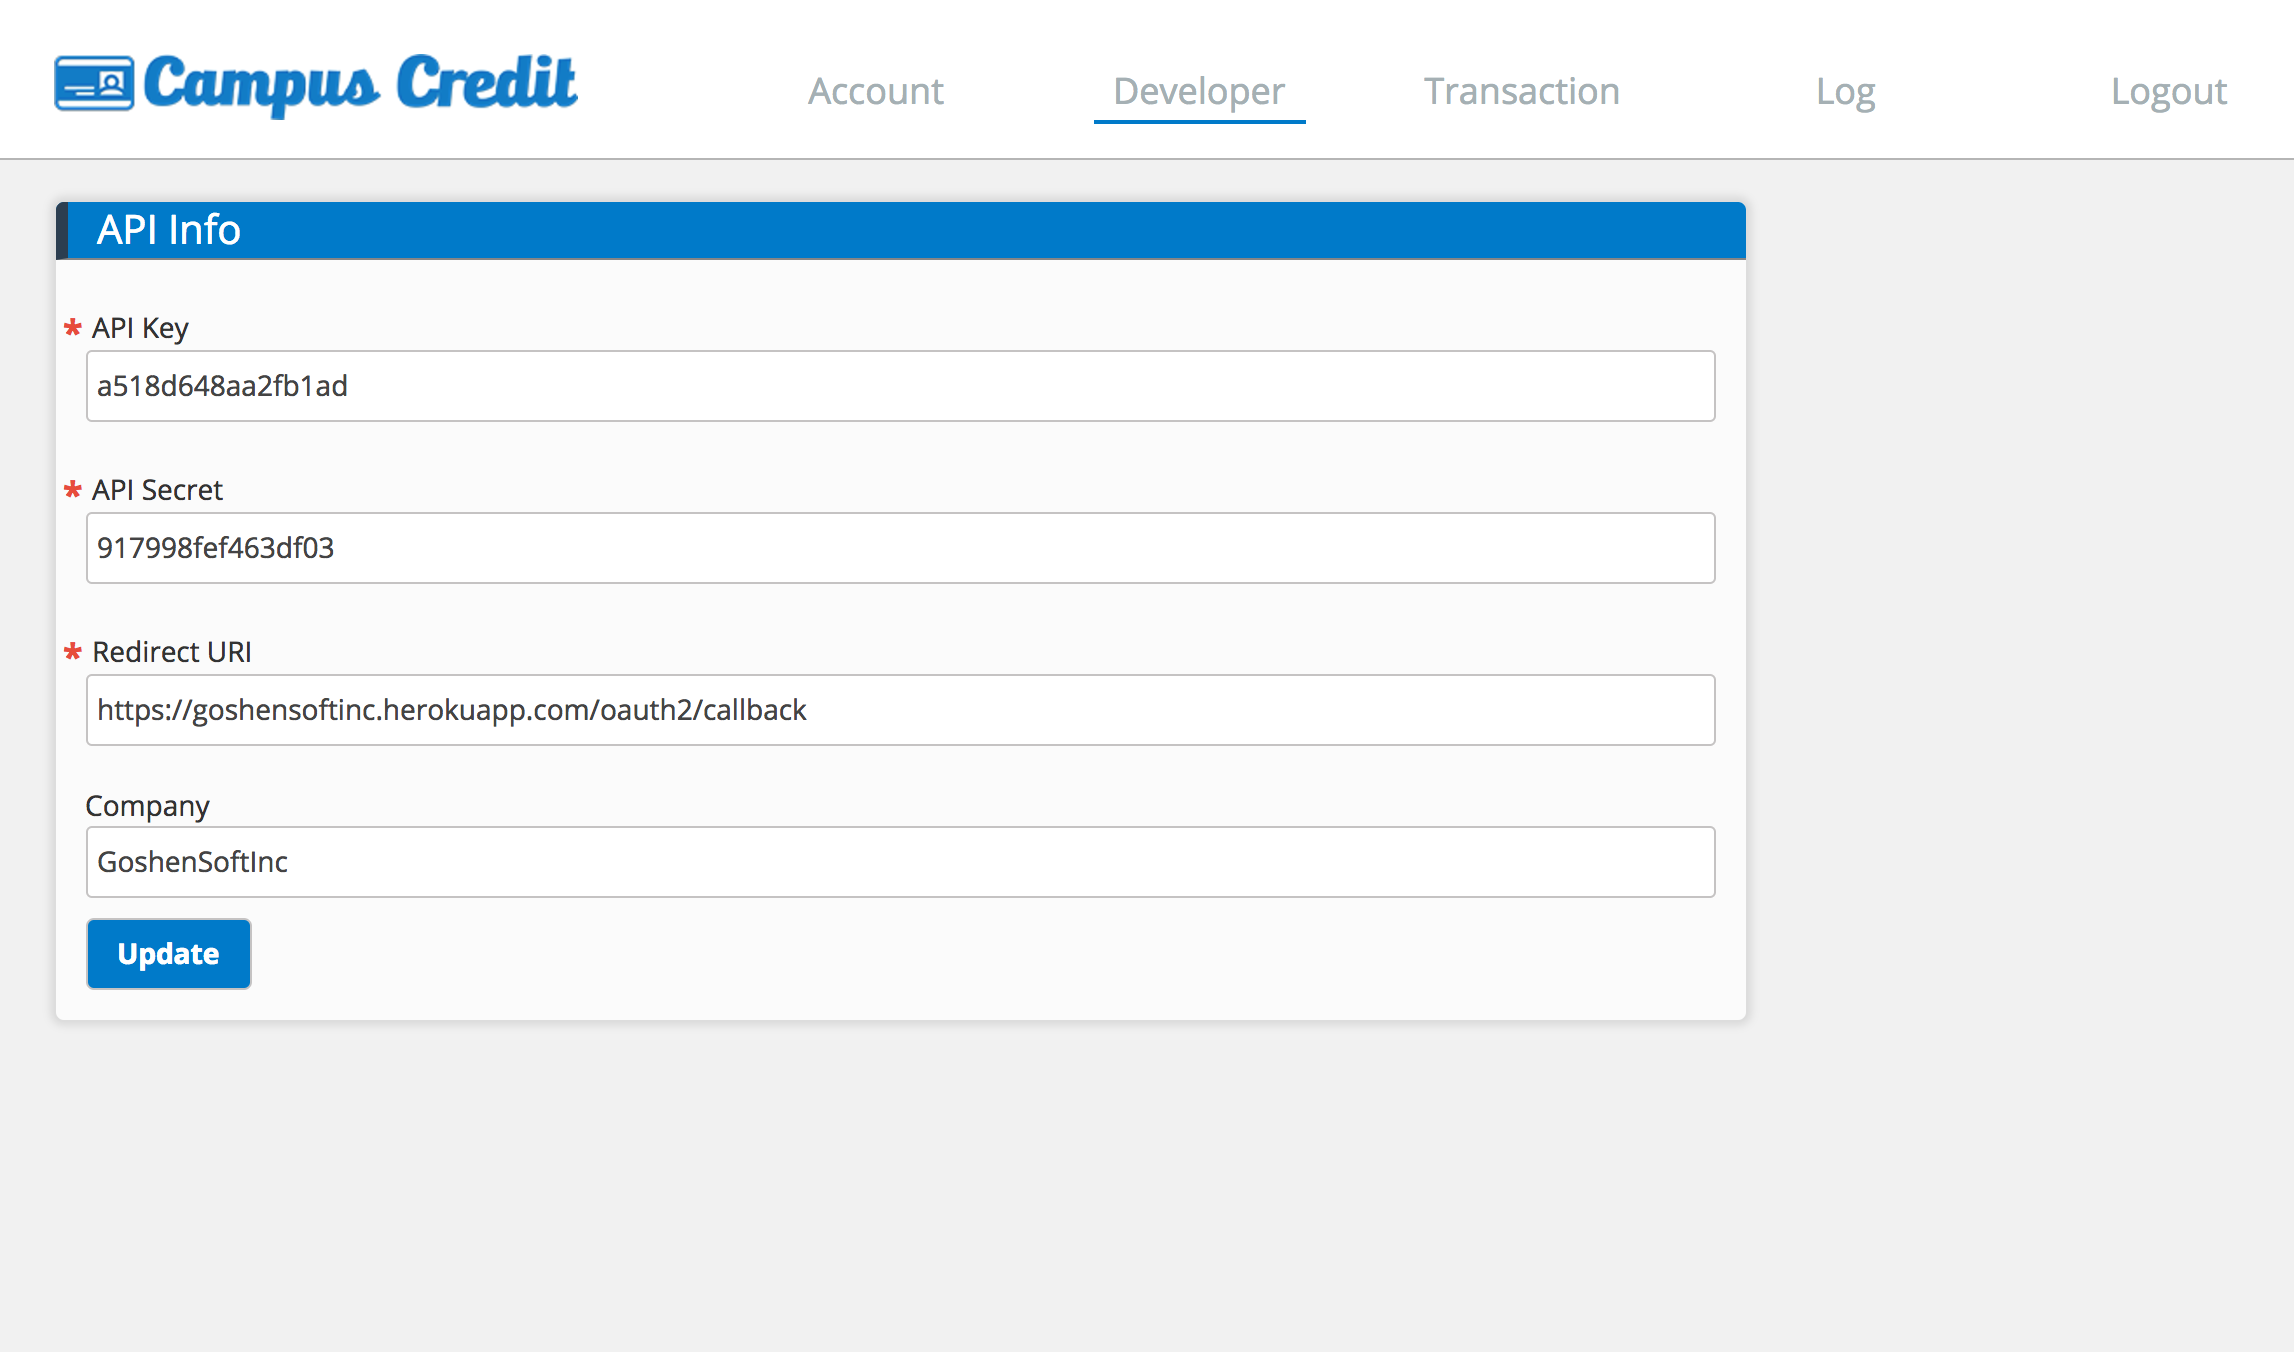 Campus Credit
Account Developer Transaction Log Logout
API Info
* API Key
a518d648aa2fb1ad
* API Secret
917998fef463df03
* Redirect URI
https://goshensoftinc.herokuapp.com/oauth2/callback
Company
GoshenSoftInc
Update